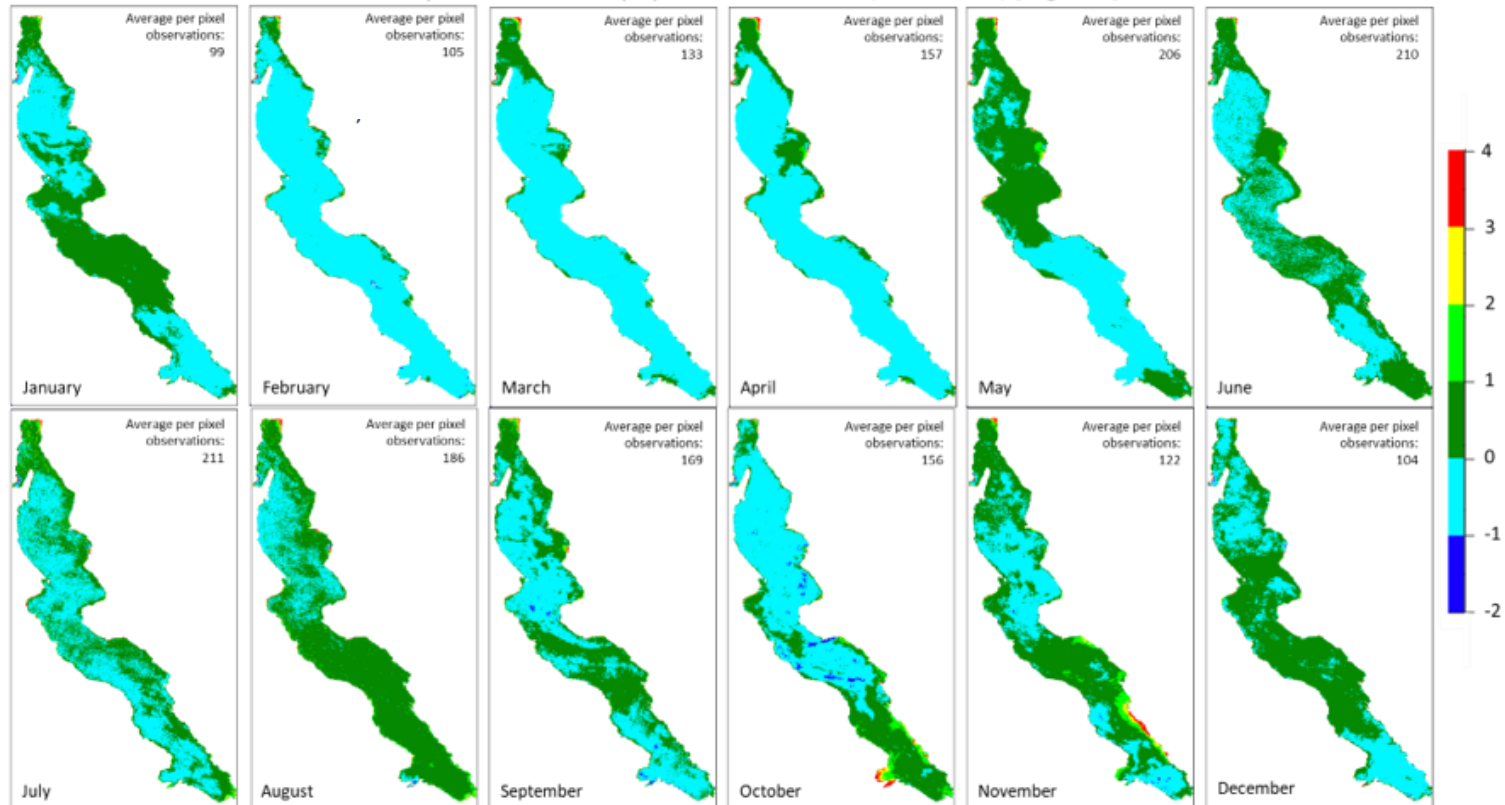 Average per pixel
observations:
99
January
Average per pixel
observations:
105
February
Average per pixel
observations:
133
March
Average per pixel
observations:
157
April
Average per pixel
observations:
206
May
Average per pixel
observations:
210
June
Average per pixel
observations:
211
July
Average per pixel
observations:
186
August
Average per pixel
observations:
169
September
Average per pixel
observations:
156
October
Average per pixel
observations:
122
November
Average per pixel
observations:
104
December
4
3
2
1
0
-1
-2